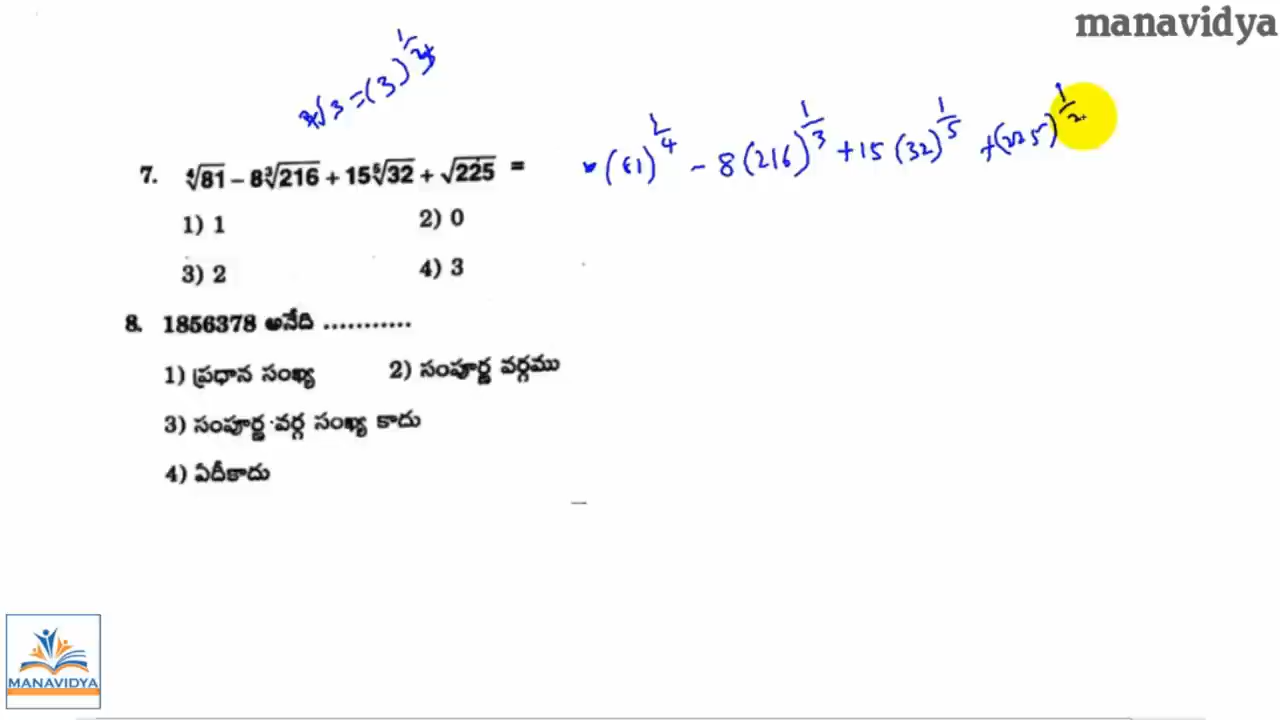 manavidya
∛3 = (3)^1/3
7. ∜81 – 8∛216 + 15⁵√32 + √225 =
(81)^1/4 - 8(216)^1/3 + 15(32)^1/5 + (225)^1/2
1) 1 2) 0
3) 2 4) 3
8. 1856378 అనేది ...........
1) ప్రధాన సంఖ్య 2) సంపూర్ణ వర్గము
3) సంపూర్ణ వర్గ సంఖ్య కాదు
4) ఏదీకాదు
MANAVIDYA